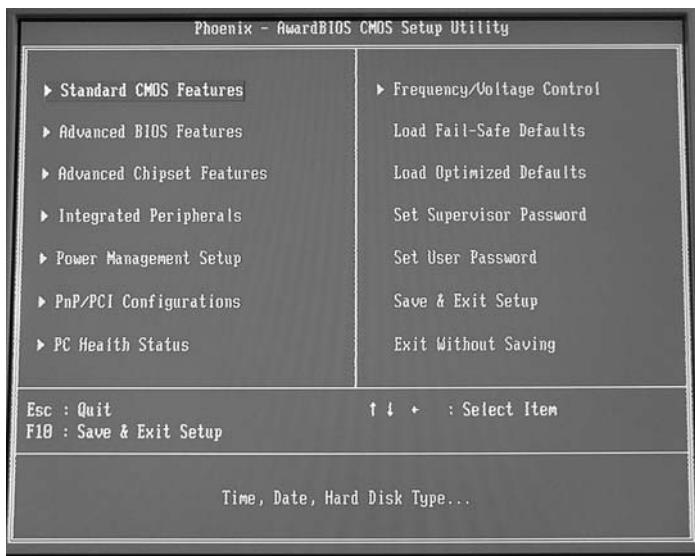 Phoenix - AwardBIOS CMOS Setup Utility
▶ Standard CMOS Features
▶ Advanced BIOS Features
▶ Advanced Chipset Features
▶ Integrated Peripherals
▶ Power Management Setup
▶ PnP/PCI Configurations
▶ PC Health Status
▶ Frequency/Voltage Control
Load Fail-Safe Defaults
Load Optimized Defaults
Set Supervisor Password
Set User Password
Save & Exit Setup
Exit Without Saving
Esc : Quit
F10 : Save & Exit Setup
↑ ↓ ← : Select Item
Time, Date, Hard Disk Type...